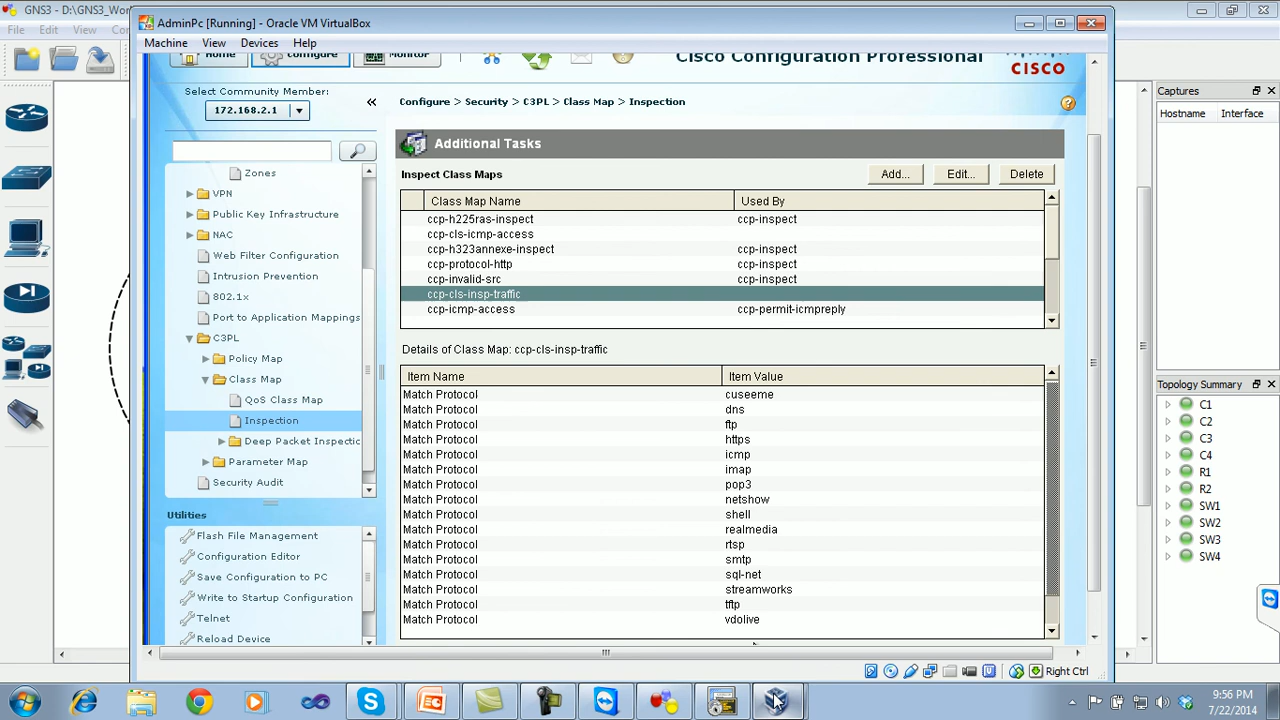 GNS3 - D:\GNS3_Wor
AdminPc [Running] - Oracle VM VirtualBox
File Edit View Co
Machine View Devices Help
Home Configure Monitor
Cisco Configuration Professional
CISCO
Select Community Member:
172.168.2.1
Configure > Security > C3PL > Class Map > Inspection
Additional Tasks
Inspect Class Maps
Add... Edit... Delete
Class Map Name Used By
ccp-h225ras-inspect ccp-inspect
ccp-cls-icmp-access
ccp-h323annexe-inspect ccp-inspect
ccp-protocol-http ccp-inspect
ccp-invalid-src ccp-inspect
ccp-cls-insp-traffic
ccp-icmp-access ccp-permit-icmpreply
Details of Class Map: ccp-cls-insp-traffic
Item Name Item Value
Match Protocol cuseeme
Match Protocol dns
Match Protocol ftp
Match Protocol https
Match Protocol icmp
Match Protocol imap
Match Protocol pop3
Match Protocol netshow
Match Protocol shell
Match Protocol realmedia
Match Protocol rtsp
Match Protocol smtp
Match Protocol sql-net
Match Protocol streamworks
Match Protocol tftp
Match Protocol vdolive
Zones
VPN
Public Key Infrastructure
NAC
Web Filter Configuration
Intrusion Prevention
802.1x
Port to Application Mappings
C3PL
Policy Map
Class Map
QoS Class Map
Inspection
Deep Packet Inspectic
Parameter Map
Security Audit
Utilities
Flash File Management
Configuration Editor
Save Configuration to PC
Write to Startup Configuration
Telnet
Reload Device
Right Ctrl
Captures
Hostname Interface
Topology Summary
C1
C2
C3
C4
R1
R2
SW1
SW2
SW3
SW4
9:56 PM
7/22/2014